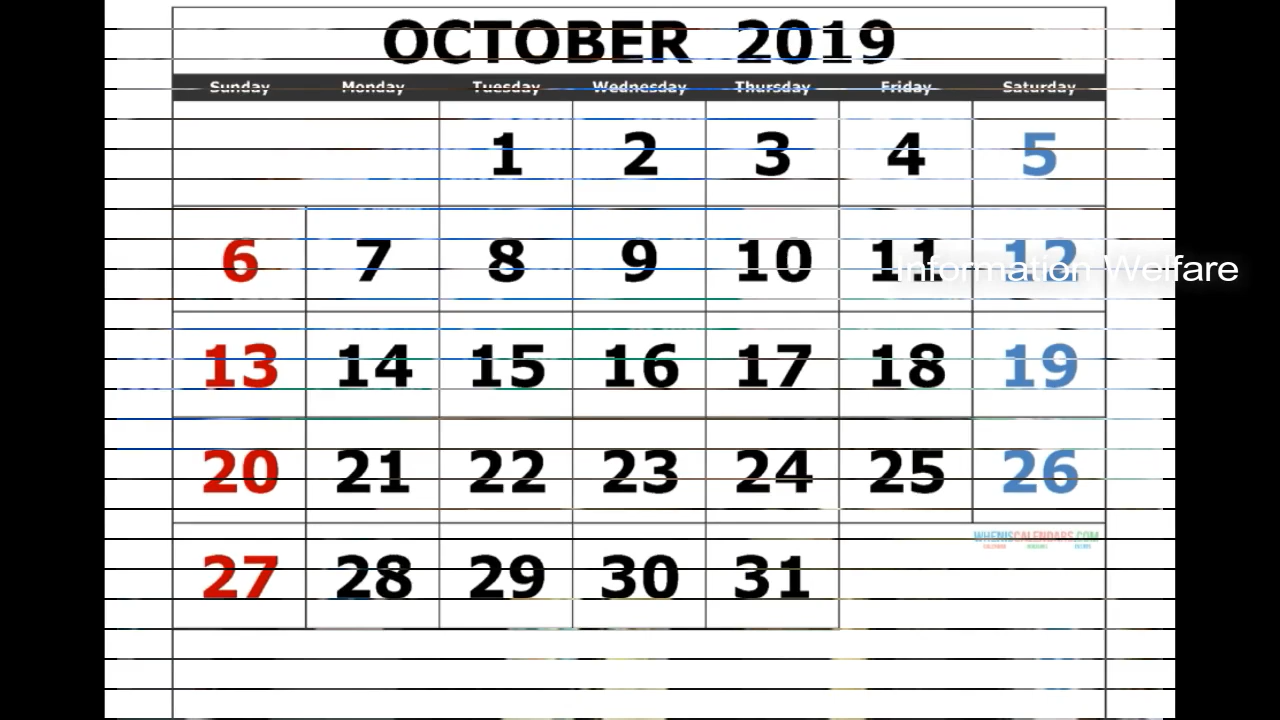 OCTOBER 2019
Sunday Monday Tuesday Wednesday Thursday Friday Saturday
1 2 3 4 5
6 7 8 9 10 11 12
Information Welfare
13 14 15 16 17 18 19
20 21 22 23 24 25 26
WHENISCALENDARS.COM
27 28 29 30 31